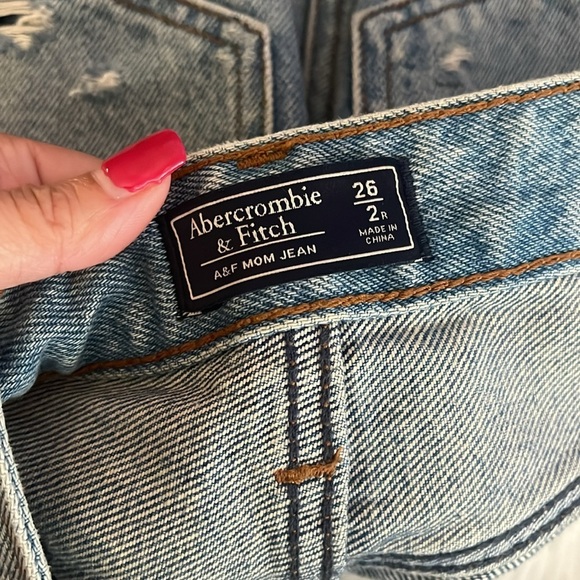 Abercrombie
& Fitch
A&F MOM JEAN
26
2R
MADE IN
CHINA